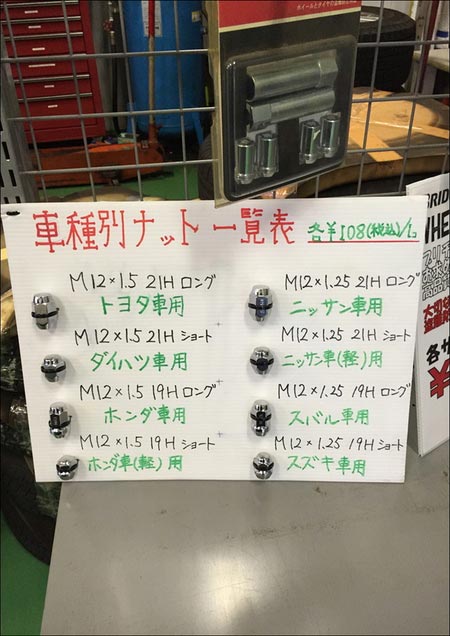 車種別ナット一覧表 各¥108(税込)/1コ
M12×1.5 21H ロング
トヨタ車用
M12×1.5 21H ショート
ダイハツ車用
M12×1.5 19H ロング
ホンダ車用
M12×1.5 19H ショート
ホンダ車(軽)用
M12×1.25 21H ロング
ニッサン車用
M12×1.25 21H ショート
ニッサン車(軽)用
M12×1.25 19H ロング
スバル車用
M12×1.25 19H ショート
スズキ車用
GRID
WHE
各サ